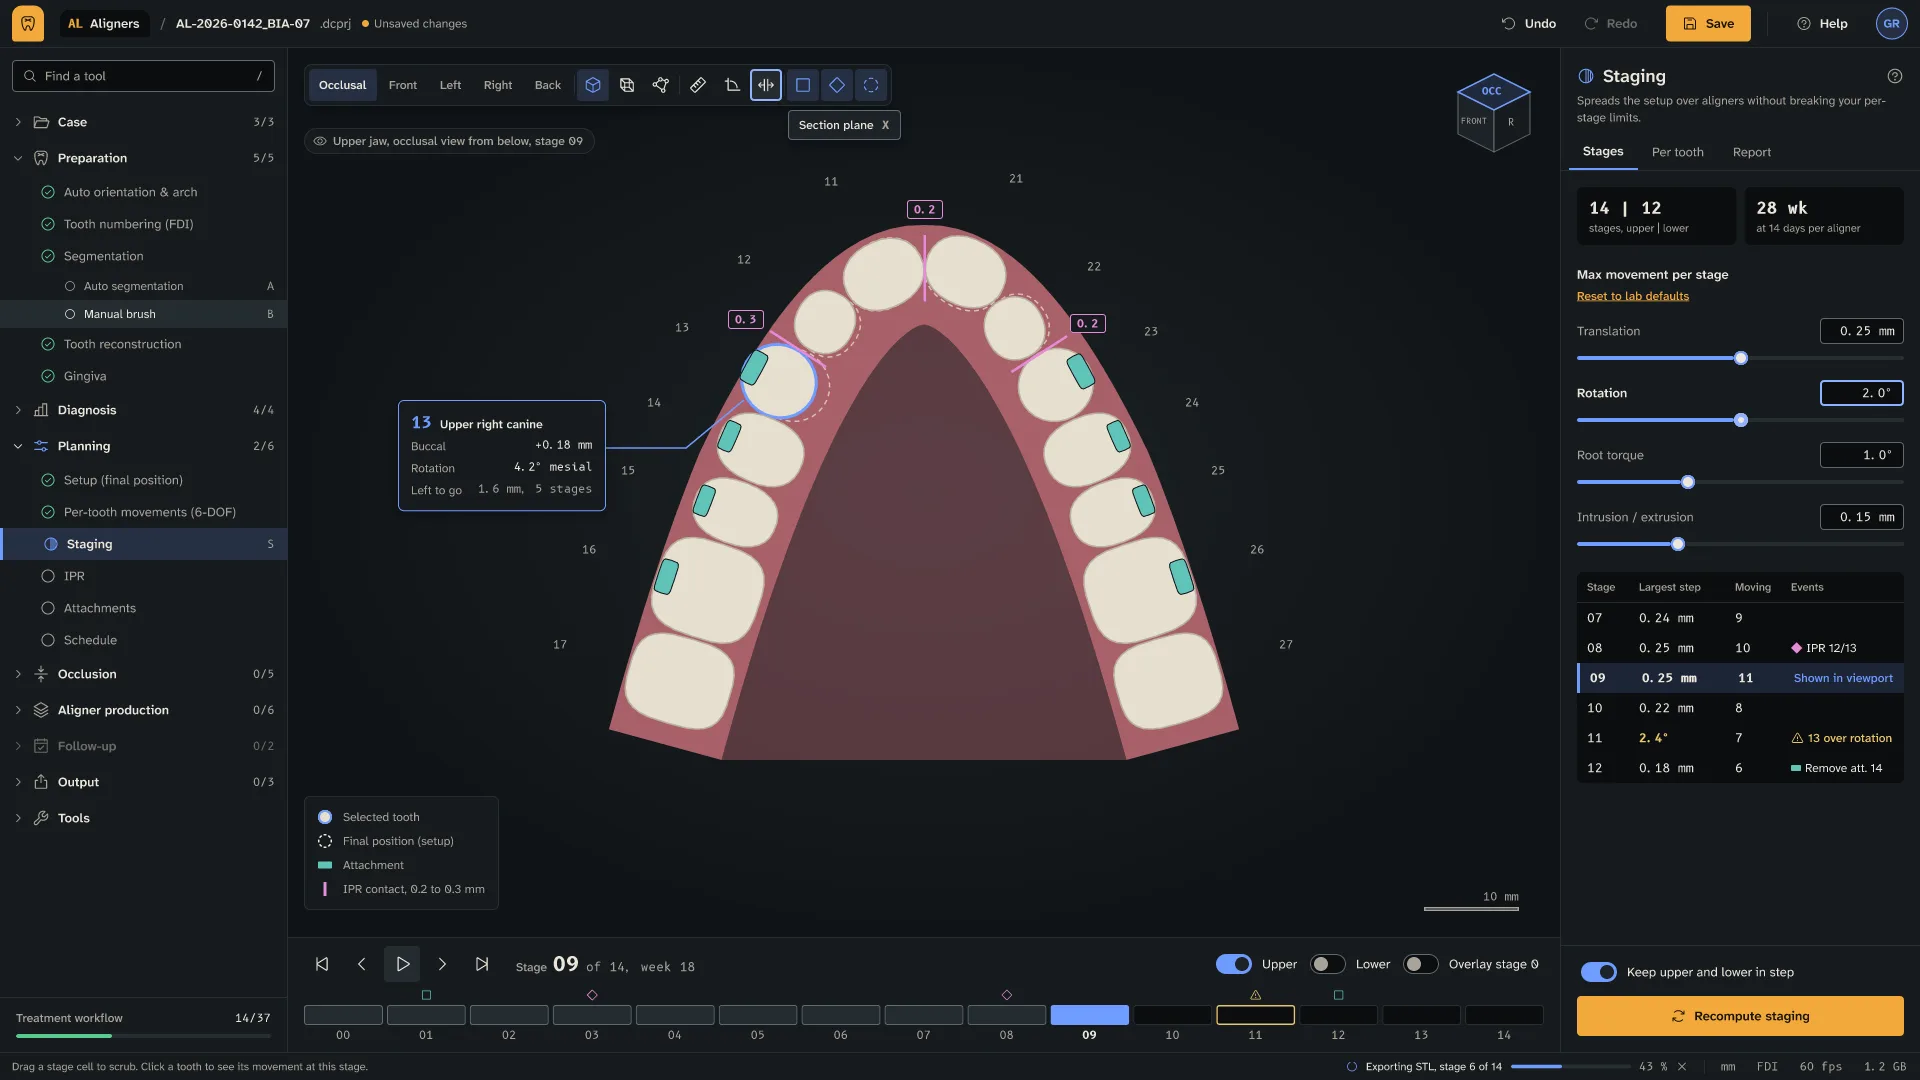 AL Aligners / AL-2026-0142_BIA-07 .dcprj Unsaved changes
Undo Redo Save Help GR
Find a tool /
Case 3/3
Preparation 5/5
Auto orientation & arch
Tooth numbering (FDI)
Segmentation
Auto segmentation A
Manual brush B
Tooth reconstruction
Gingiva
Diagnosis 4/4
Planning 2/6
Setup (final position)
Per-tooth movements (6-DOF)
Staging S
IPR
Attachments
Schedule
Occlusion 0/5
Aligner production 0/6
Follow-up 0/2
Output 0/3
Tools
Treatment workflow 14/37
Occlusal Front Left Right Back
Section plane X
Upper jaw, occlusal view from below, stage 09
OCC
FRONT R
11 21
0.2
12 22
13 0.3 0.2 23
14 24
15 25
16 26
17 27
13 Upper right canine
Buccal +0.18 mm
Rotation 4.2° mesial
Left to go 1.6 mm, 5 stages
Selected tooth
Final position (setup)
Attachment
IPR contact, 0.2 to 0.3 mm
10 mm
Stage 09 of 14, week 18
Upper Lower Overlay stage 0
00 01 02 03 04 05 06 07 08 09 10 11 12 13 14
Staging
Spreads the setup over aligners without breaking your per-
stage limits.
Stages Per tooth Report
14 | 12
stages, upper | lower
28 wk
at 14 days per aligner
Max movement per stage
Reset to lab defaults
Translation 0.25 mm
Rotation 2.0°
Root torque 1.0°
Intrusion / extrusion 0.15 mm
Stage Largest step Moving Events
07 0.24 mm 9
08 0.25 mm 10 IPR 12/13
09 0.25 mm 11 Shown in viewport
10 0.22 mm 8
11 2.4° 7 13 over rotation
12 0.18 mm 6 Remove att. 14
Keep upper and lower in step
Recompute staging
Drag a stage cell to scrub. Click a tooth to see its movement at this stage.
Exporting STL, stage 6 of 14 43 % mm FDI 60 fps 1.2 GB